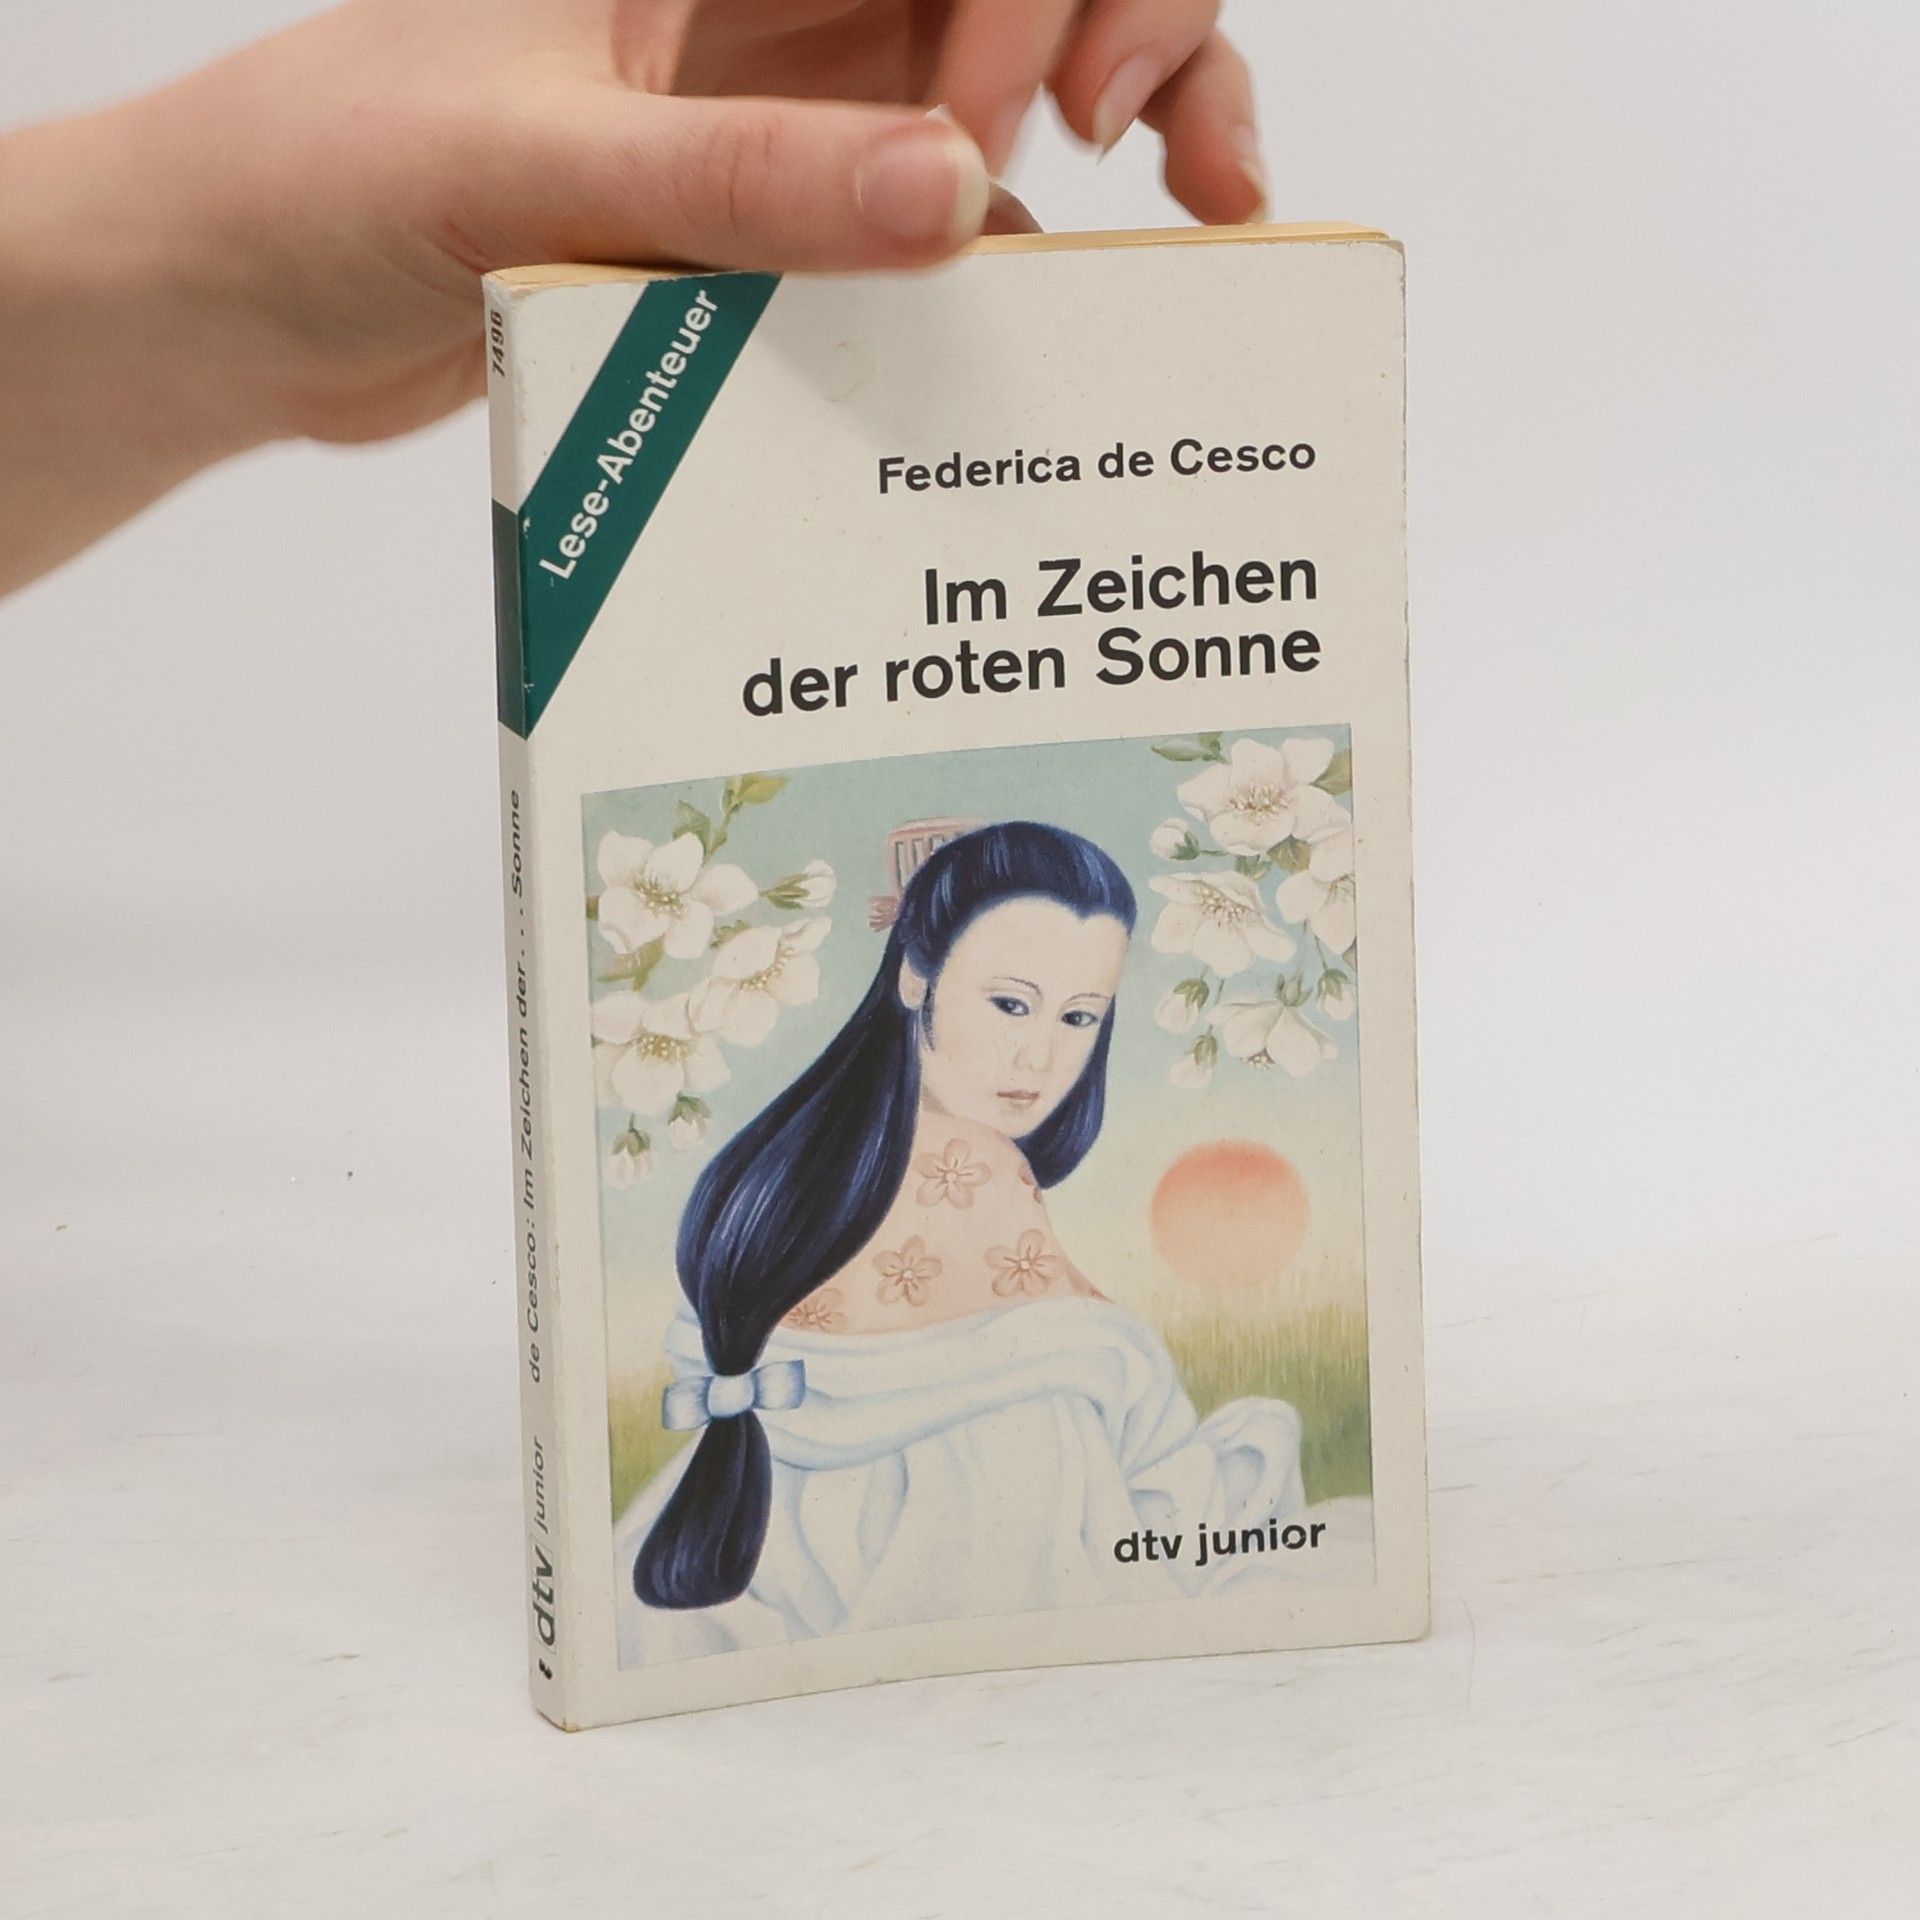 Lese-Abenteuer
Federica de Cesco
Im Zeichen
der roten Sonne
dtv junior
7496
de Cesco: Im Zeichen der... Sonne
dtv junior